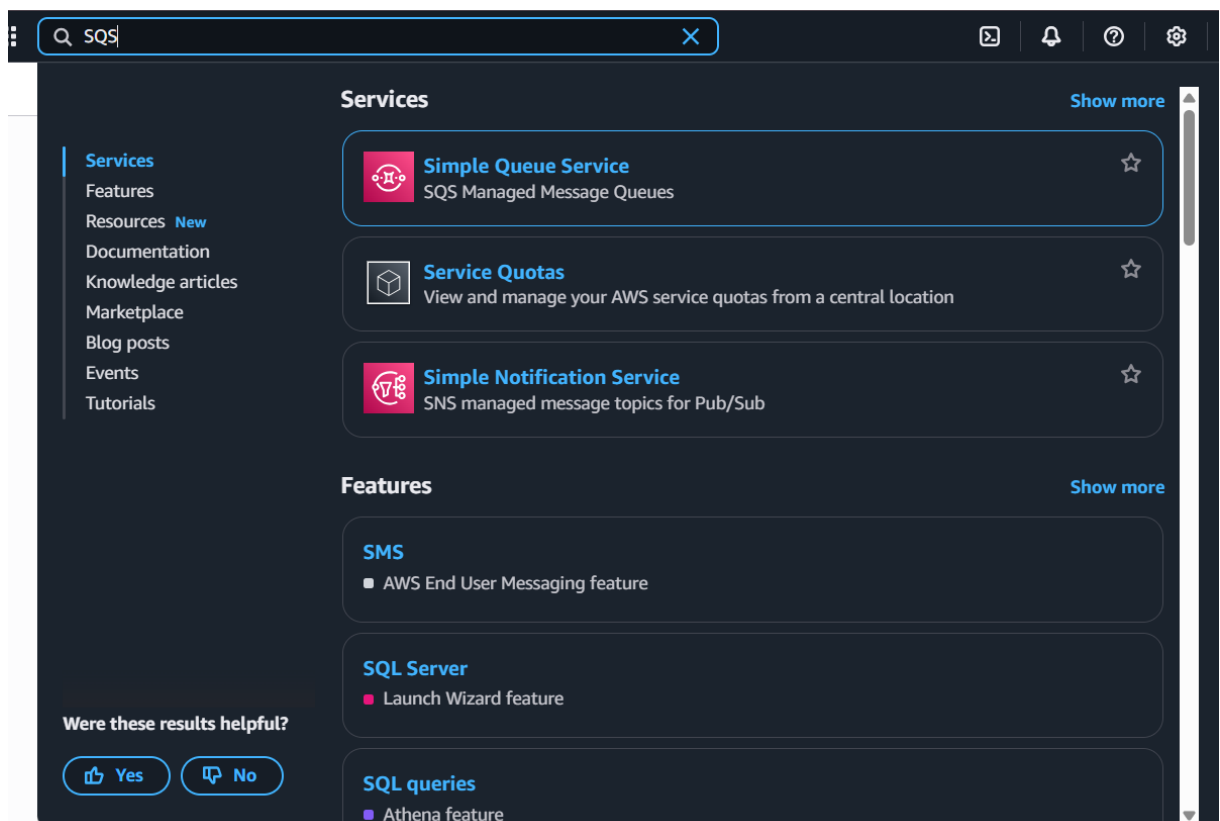 SQS
Services
Features
Resources New
Documentation
Knowledge articles
Marketplace
Blog posts
Events
Tutorials
Were these results helpful?
Yes
No
Services
Show more
Simple Queue Service
SQS Managed Message Queues
Service Quotas
View and manage your AWS service quotas from a central location
Simple Notification Service
SNS managed message topics for Pub/Sub
Features
Show more
SMS
AWS End User Messaging feature
SQL Server
Launch Wizard feature
SQL queries
Athena feature